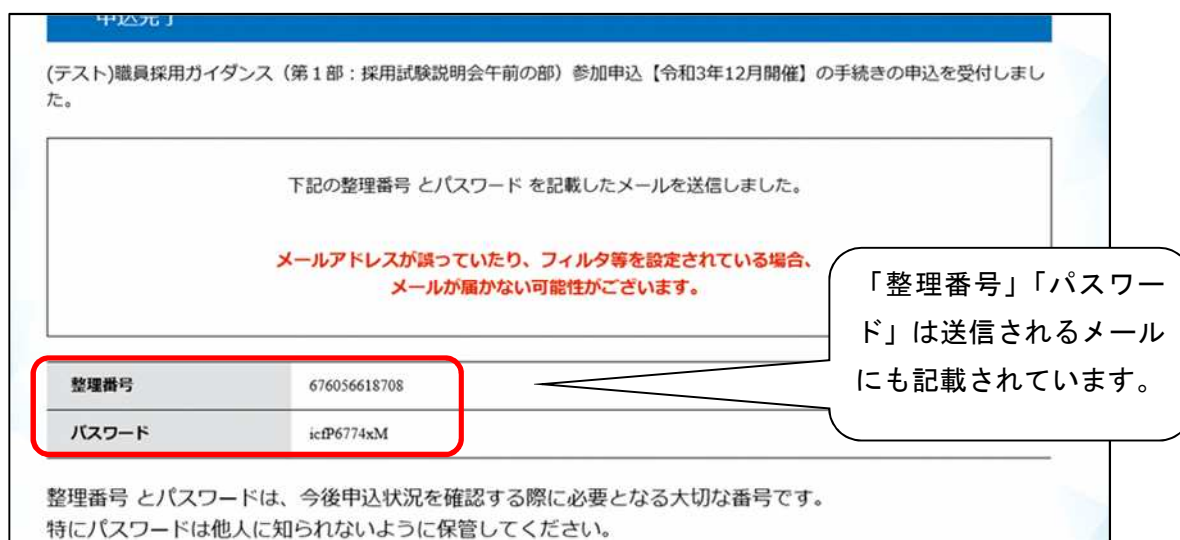 申込完了
(テスト)職員採用ガイダンス（第１部：採用試験説明会午前の部）参加申込【令和3年12月開催】の手続きの申込を受付しまし
た。
下記の整理番号 とパスワード を記載したメールを送信しました。
メールアドレスが誤っていたり、フィルタ等を設定されている場合、
メールが届かない可能性がございます。
「整理番号」「パスワー
ド」は送信されるメール
にも記載されています。
整理番号 676056618708
パスワード icfP6774xM
整理番号 とパスワードは、今後申込状況を確認する際に必要となる大切な番号です。
特にパスワードは他人に知られないように保管してください。